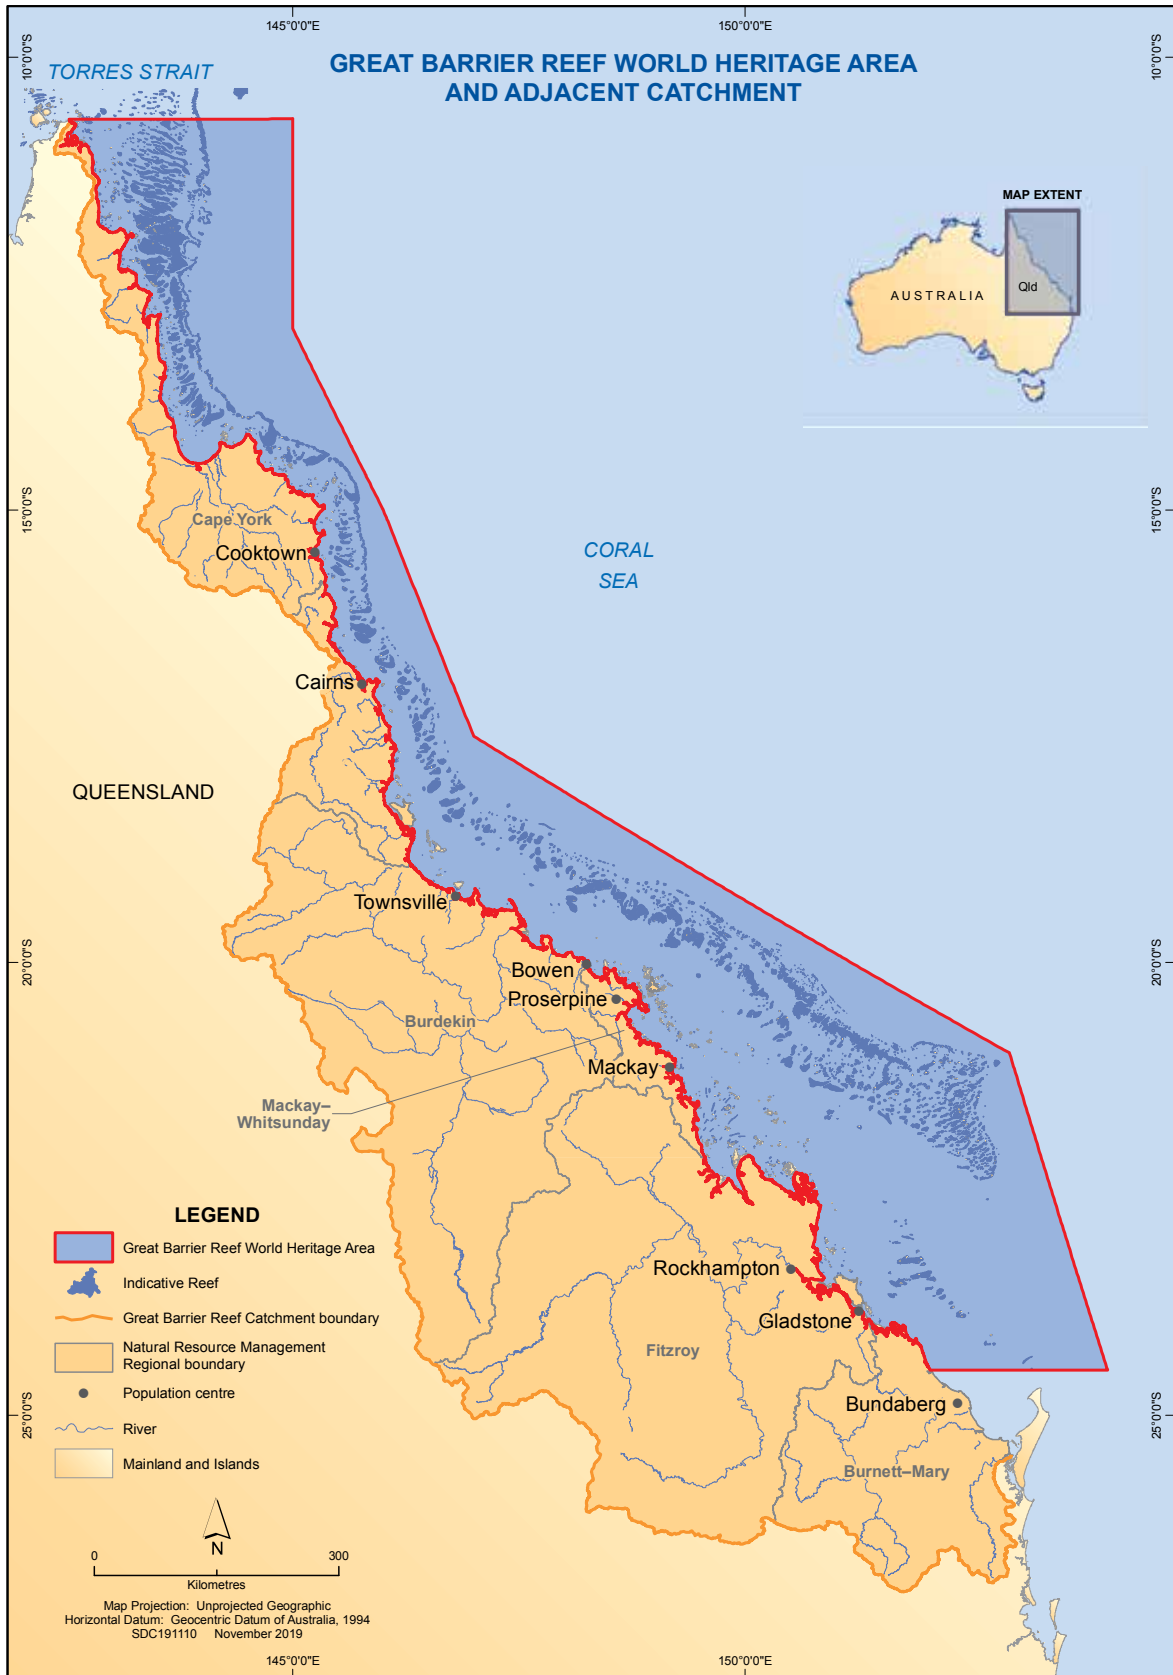 145°0'0"E
150°0'0"E
10°0'0"S
10°0'0"S
TORRES STRAIT
GREAT BARRIER REEF WORLD HERITAGE AREA
AND ADJACENT CATCHMENT
MAP EXTENT
AUSTRALIA
Qld
15°0'0"S
15°0'0"S
Cape York
Cooktown
CORAL
SEA
Cairns
QUEENSLAND
Townsville
20°0'0"S
20°0'0"S
Bowen
Proserpine
Burdekin
Mackay
Mackay–
Whitsunday
LEGEND
Great Barrier Reef World Heritage Area
Indicative Reef
Great Barrier Reef Catchment boundary
Natural Resource Management
Regional boundary
Population centre
River
Mainland and Islands
Rockhampton
Gladstone
Fitzroy
Bundaberg
25°0'0"S
25°0'0"S
Burnett–Mary
N
0
300
Kilometres
Map Projection: Unprojected Geographic
Horizontal Datum: Geocentric Datum of Australia, 1994
SDC191110 November 2019
145°0'0"E
150°0'0"E